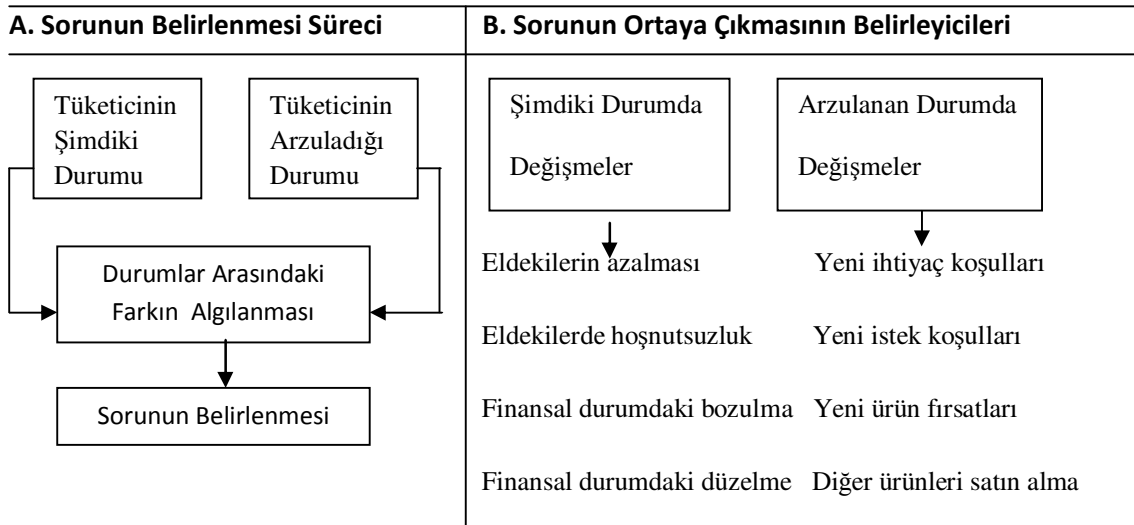 A. Sorunun Belirlenmesi Süreci
Tüketicinin
Şimdiki
Durumu
Tüketicinin
Arzuladığı
Durumu
Durumlar Arasındaki
Farkın Algılanması
Sorunun Belirlenmesi
B. Sorunun Ortaya Çıkmasının Belirleyicileri
Şimdiki Durumda
Değişmeler
Eldekilerin azalması
Eldekilerde hoşnutsuzluk
Finansal durumdaki bozulma
Finansal durumdaki düzelme
Arzulanan Durumda
Değişmeler
Yeni ihtiyaç koşulları
Yeni istek koşulları
Yeni ürün fırsatları
Diğer ürünleri satın alma